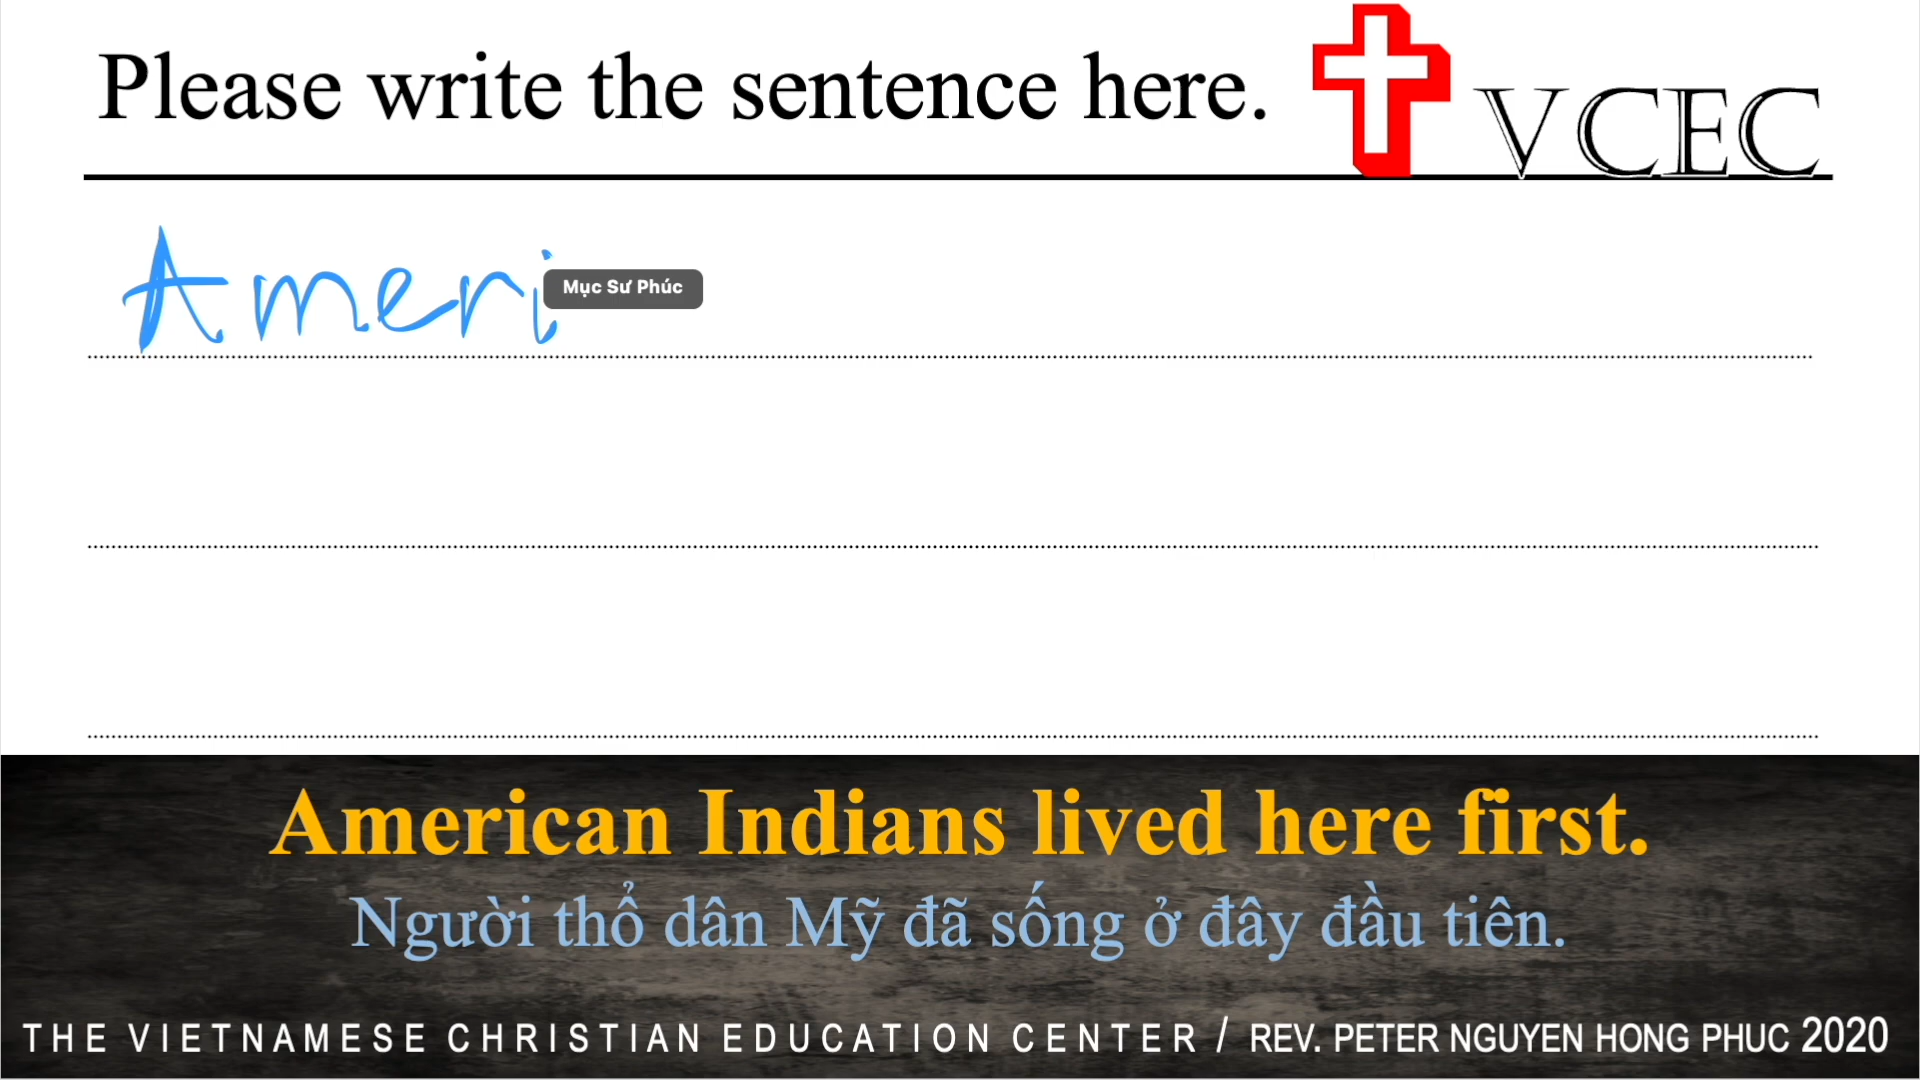 Please write the sentence here.
VCEC
Ameri
Mục Sư Phúc
American Indians lived here first.
Người thổ dân Mỹ đã sống ở đây đầu tiên.
THE VIETNAMESE CHRISTIAN EDUCATION CENTER / REV. PETER NGUYEN HONG PHUC 2020